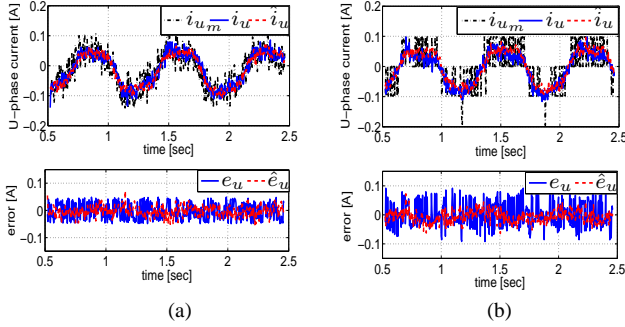 U-phase current [A]
0.2
0.1
0
−0.1
−0.2
i_{u_m} i_u î_u
0.5 1 1.5 2 2.5
time [sec]
error [A]
0.1
0
−0.1
e_u ê_u
0.5 1 1.5 2 2.5
time [sec]
(a)
U-phase current [A]
0.2
0.1
0
−0.1
−0.2
i_{u_m} i_u î_u
0.5 1 1.5 2 2.5
time [sec]
error [A]
0.1
0
−0.1
e_u ê_u
0.5 1 1.5 2 2.5
time [sec]
(b)